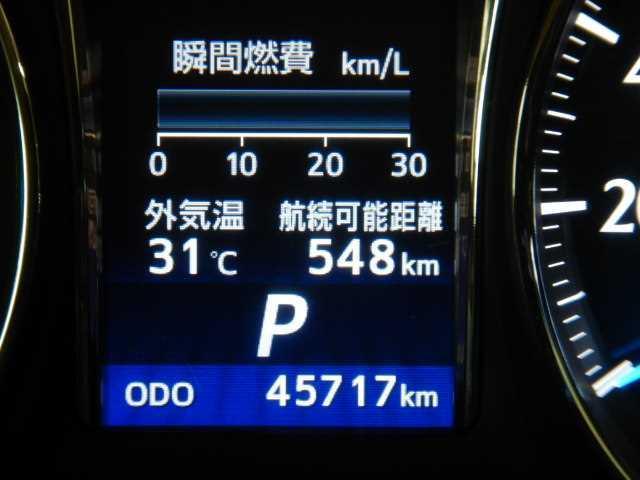 瞬間燃費 km/L
0 10 20 30
外気温 航続可能距離
31℃ 548km
P
ODO 45717km